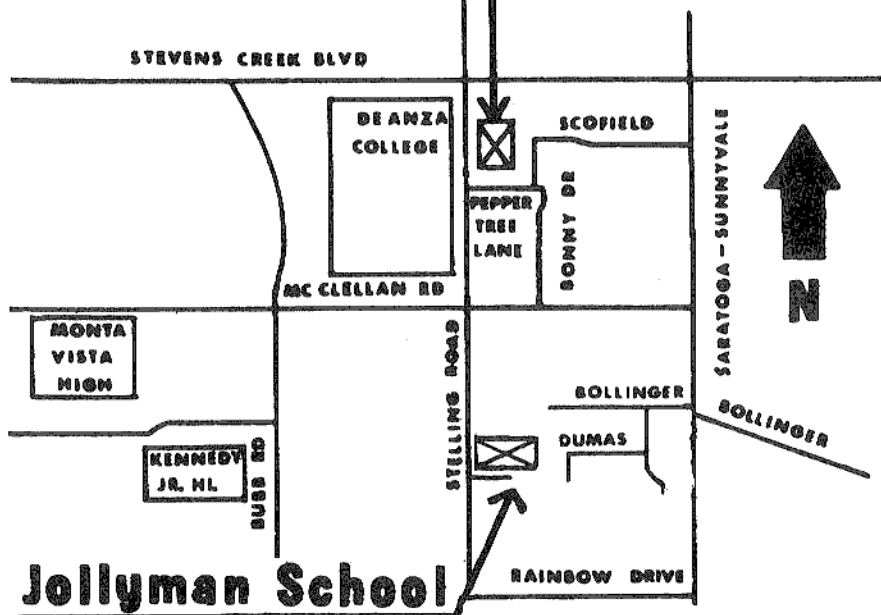 STEVENS CREEK BLVD
DE ANZA
COLLEGE
SCOFIELD
PEPPER
TREE
LANE
BONNY DR
SARATOGA - SUNNYVALE
N
MC CLELLAN RD
MONTA
VISTA
HIGH
STELLING ROAD
BOLLINGER
BOLLINGER
DUMAS
KENNEDY
JR. HI.
BUBB RD
Jollyman School
RAINBOW DRIVE